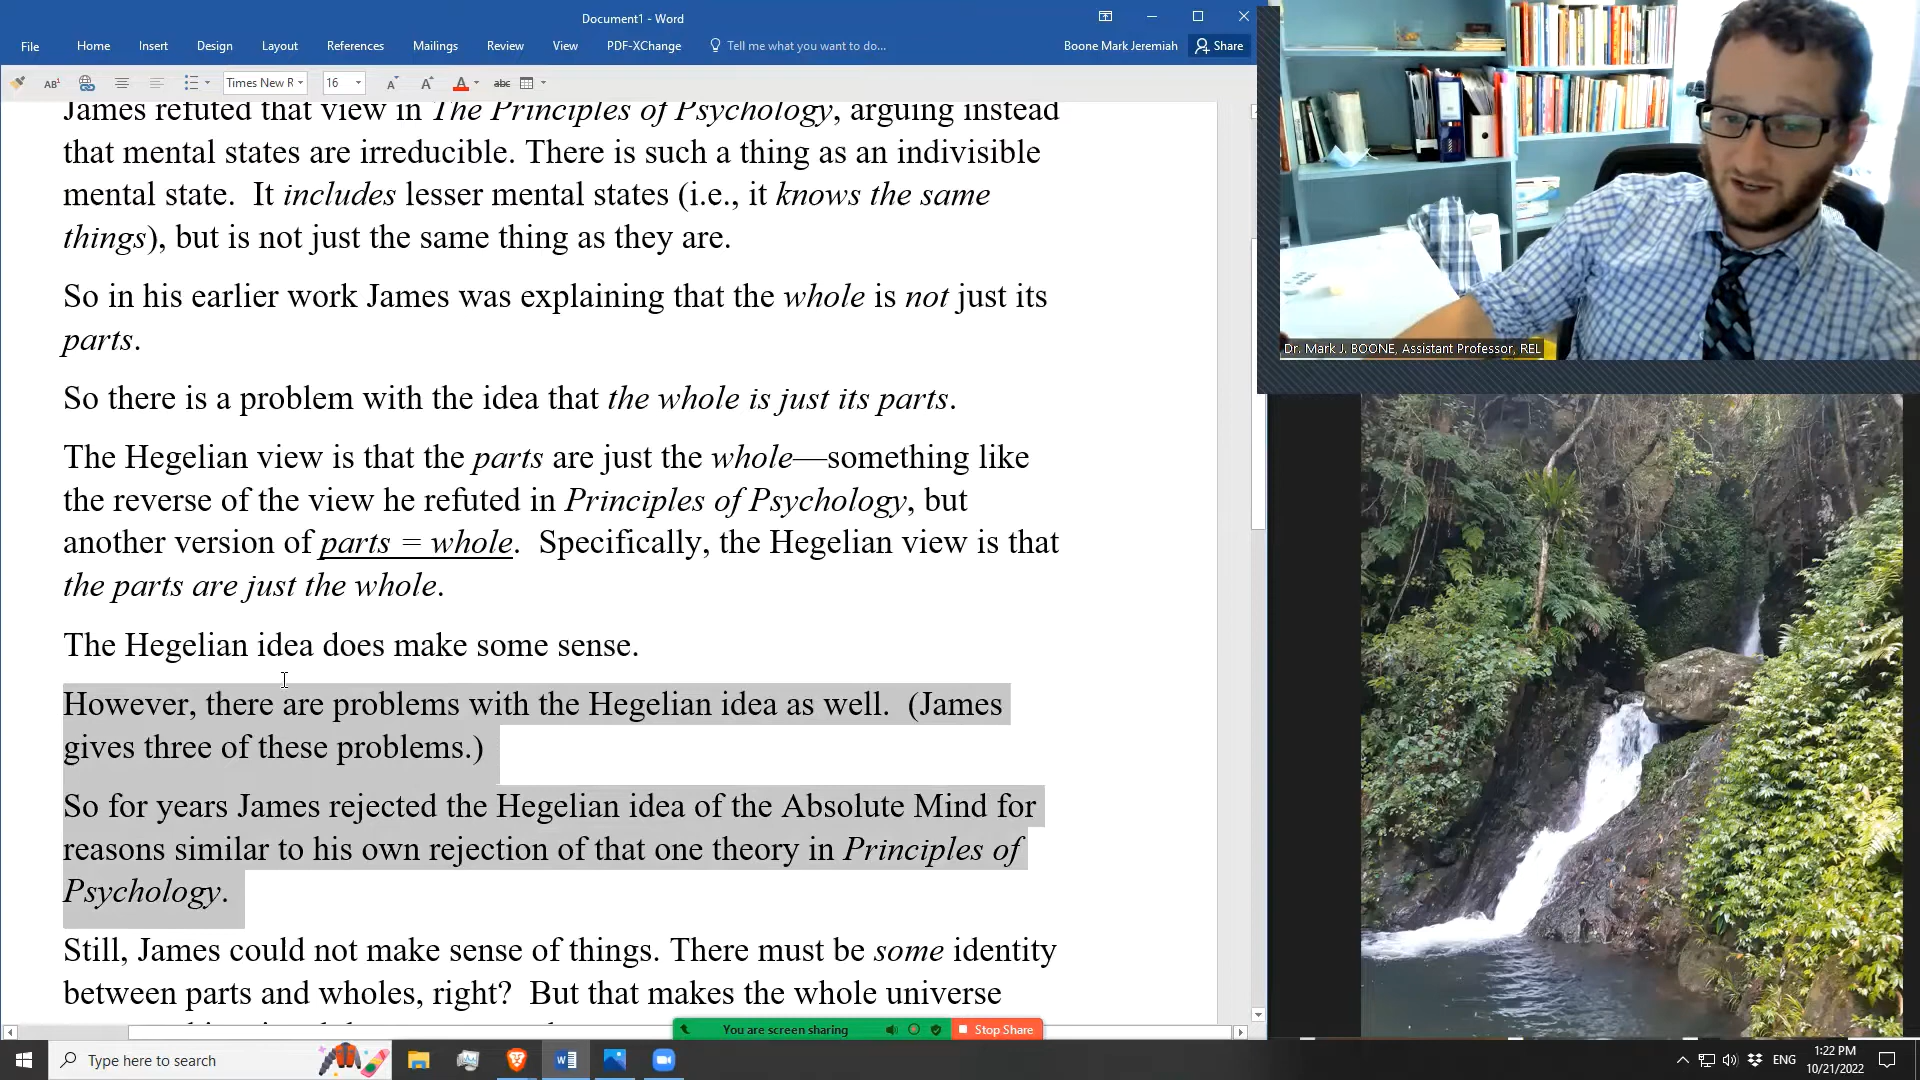 Document1 - Word
File Home Insert Design Layout References Mailings Review View PDF-XChange Tell me what you want to do... Boone Mark Jeremiah Share
AB¹ Times New R 16 A A A abc
James refuted that view in The Principles of Psychology, arguing instead
that mental states are irreducible. There is such a thing as an indivisible
mental state. It includes lesser mental states (i.e., it knows the same
things), but is not just the same thing as they are.
So in his earlier work James was explaining that the whole is not just its
parts.
So there is a problem with the idea that the whole is just its parts.
The Hegelian view is that the parts are just the whole—something like
the reverse of the view he refuted in Principles of Psychology, but
another version of parts = whole. Specifically, the Hegelian view is that
the parts are just the whole.
The Hegelian idea does make some sense.
However, there are problems with the Hegelian idea as well. (James
gives three of these problems.)
So for years James rejected the Hegelian idea of the Absolute Mind for
reasons similar to his own rejection of that one theory in Principles of
Psychology.
Still, James could not make sense of things. There must be some identity
between parts and wholes, right? But that makes the whole universe
Dr. Mark J. BOONE, Assistant Professor, REL
You are screen sharing Stop Share
Type here to search
ENG
1:22 PM
10/21/2022